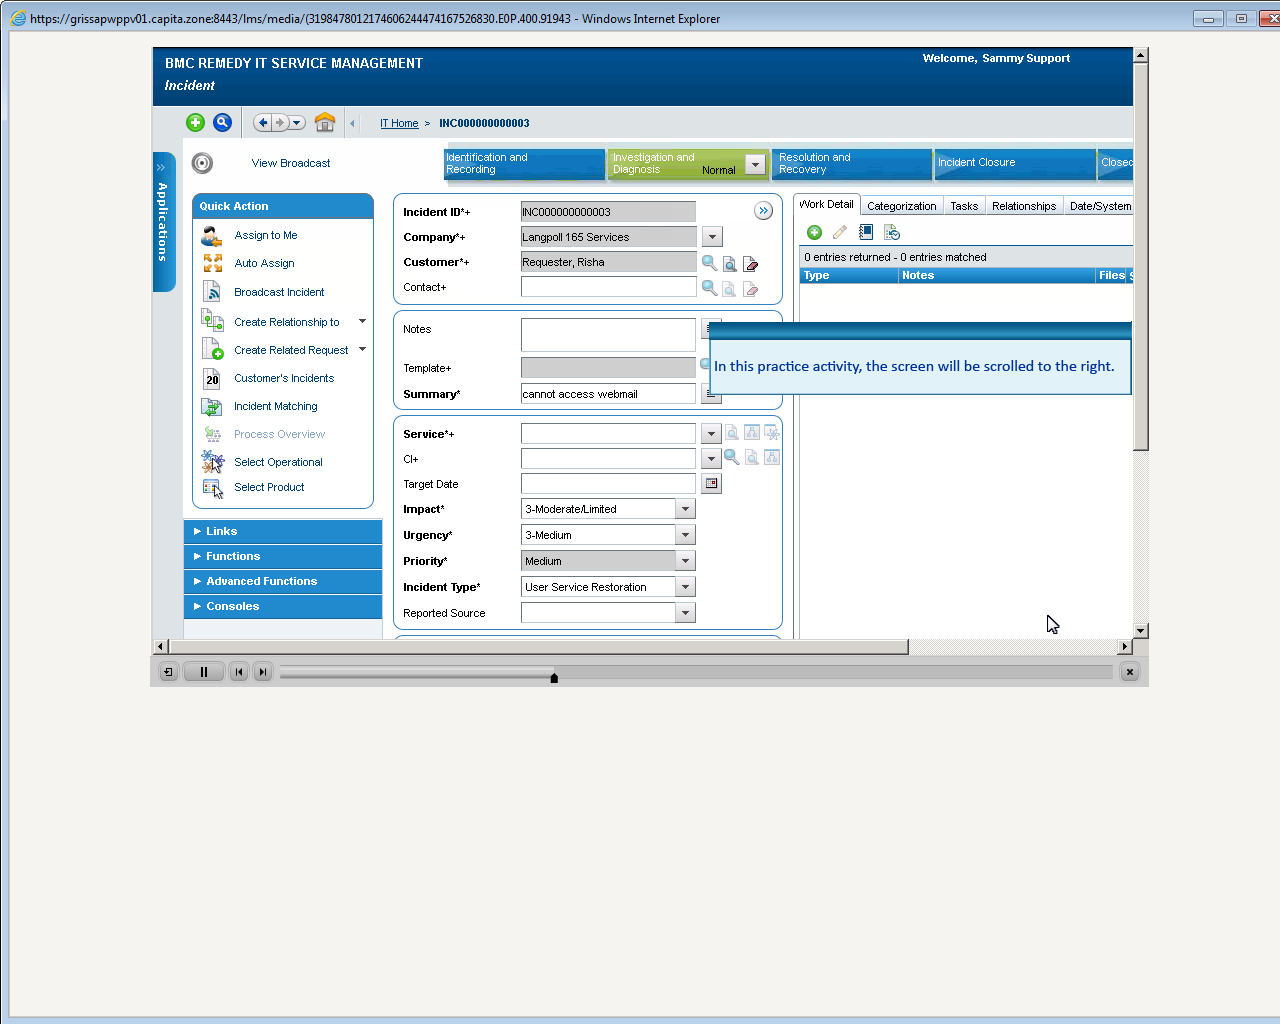 https://grissapwppv01.capita.zone:8443/lms/media/(3198478012174606244474167526830.E0P.400.91943 - Windows Internet Explorer
BMC REMEDY IT SERVICE MANAGEMENT
Welcome, Sammy Support
Incident
IT Home > INC000000000003
Applications
View Broadcast
Identification and
Recording
Investigation and
Diagnosis Normal
Resolution and
Recovery
Incident Closure
Closed
Quick Action
Assign to Me
Auto Assign
Broadcast Incident
Create Relationship to
Create Related Request
20 Customer's Incidents
Incident Matching
Process Overview
Select Operational
Select Product
Links
Functions
Advanced Functions
Consoles
Incident ID*+ INC000000000003
Company*+ Langpoll 165 Services
Customer*+ Requester, Risha
Contact+
Notes
Template+
Summary* cannot access webmail
Service*+
CI+
Target Date
Impact* 3-Moderate/Limited
Urgency* 3-Medium
Priority* Medium
Incident Type* User Service Restoration
Reported Source
Work Detail Categorization Tasks Relationships Date/System
0 entries returned - 0 entries matched
Type Notes Files S
In this practice activity, the screen will be scrolled to the right.